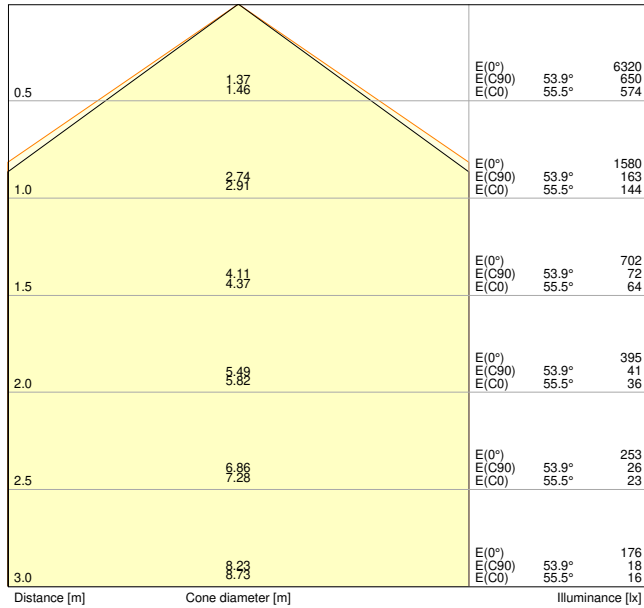 E(0°) 6320
1.37 E(C90) 53.9° 650
0.5 1.46 E(C0) 55.5° 574
E(0°) 1580
2.74 E(C90) 53.9° 163
1.0 2.91 E(C0) 55.5° 144
E(0°) 702
4.11 E(C90) 53.9° 72
1.5 4.37 E(C0) 55.5° 64
E(0°) 395
5.49 E(C90) 53.9° 41
2.0 5.82 E(C0) 55.5° 36
E(0°) 253
6.86 E(C90) 53.9° 26
2.5 7.28 E(C0) 55.5° 23
E(0°) 176
8.23 E(C90) 53.9° 18
3.0 8.73 E(C0) 55.5° 16
Distance [m] Cone diameter [m] Illuminance [lx]